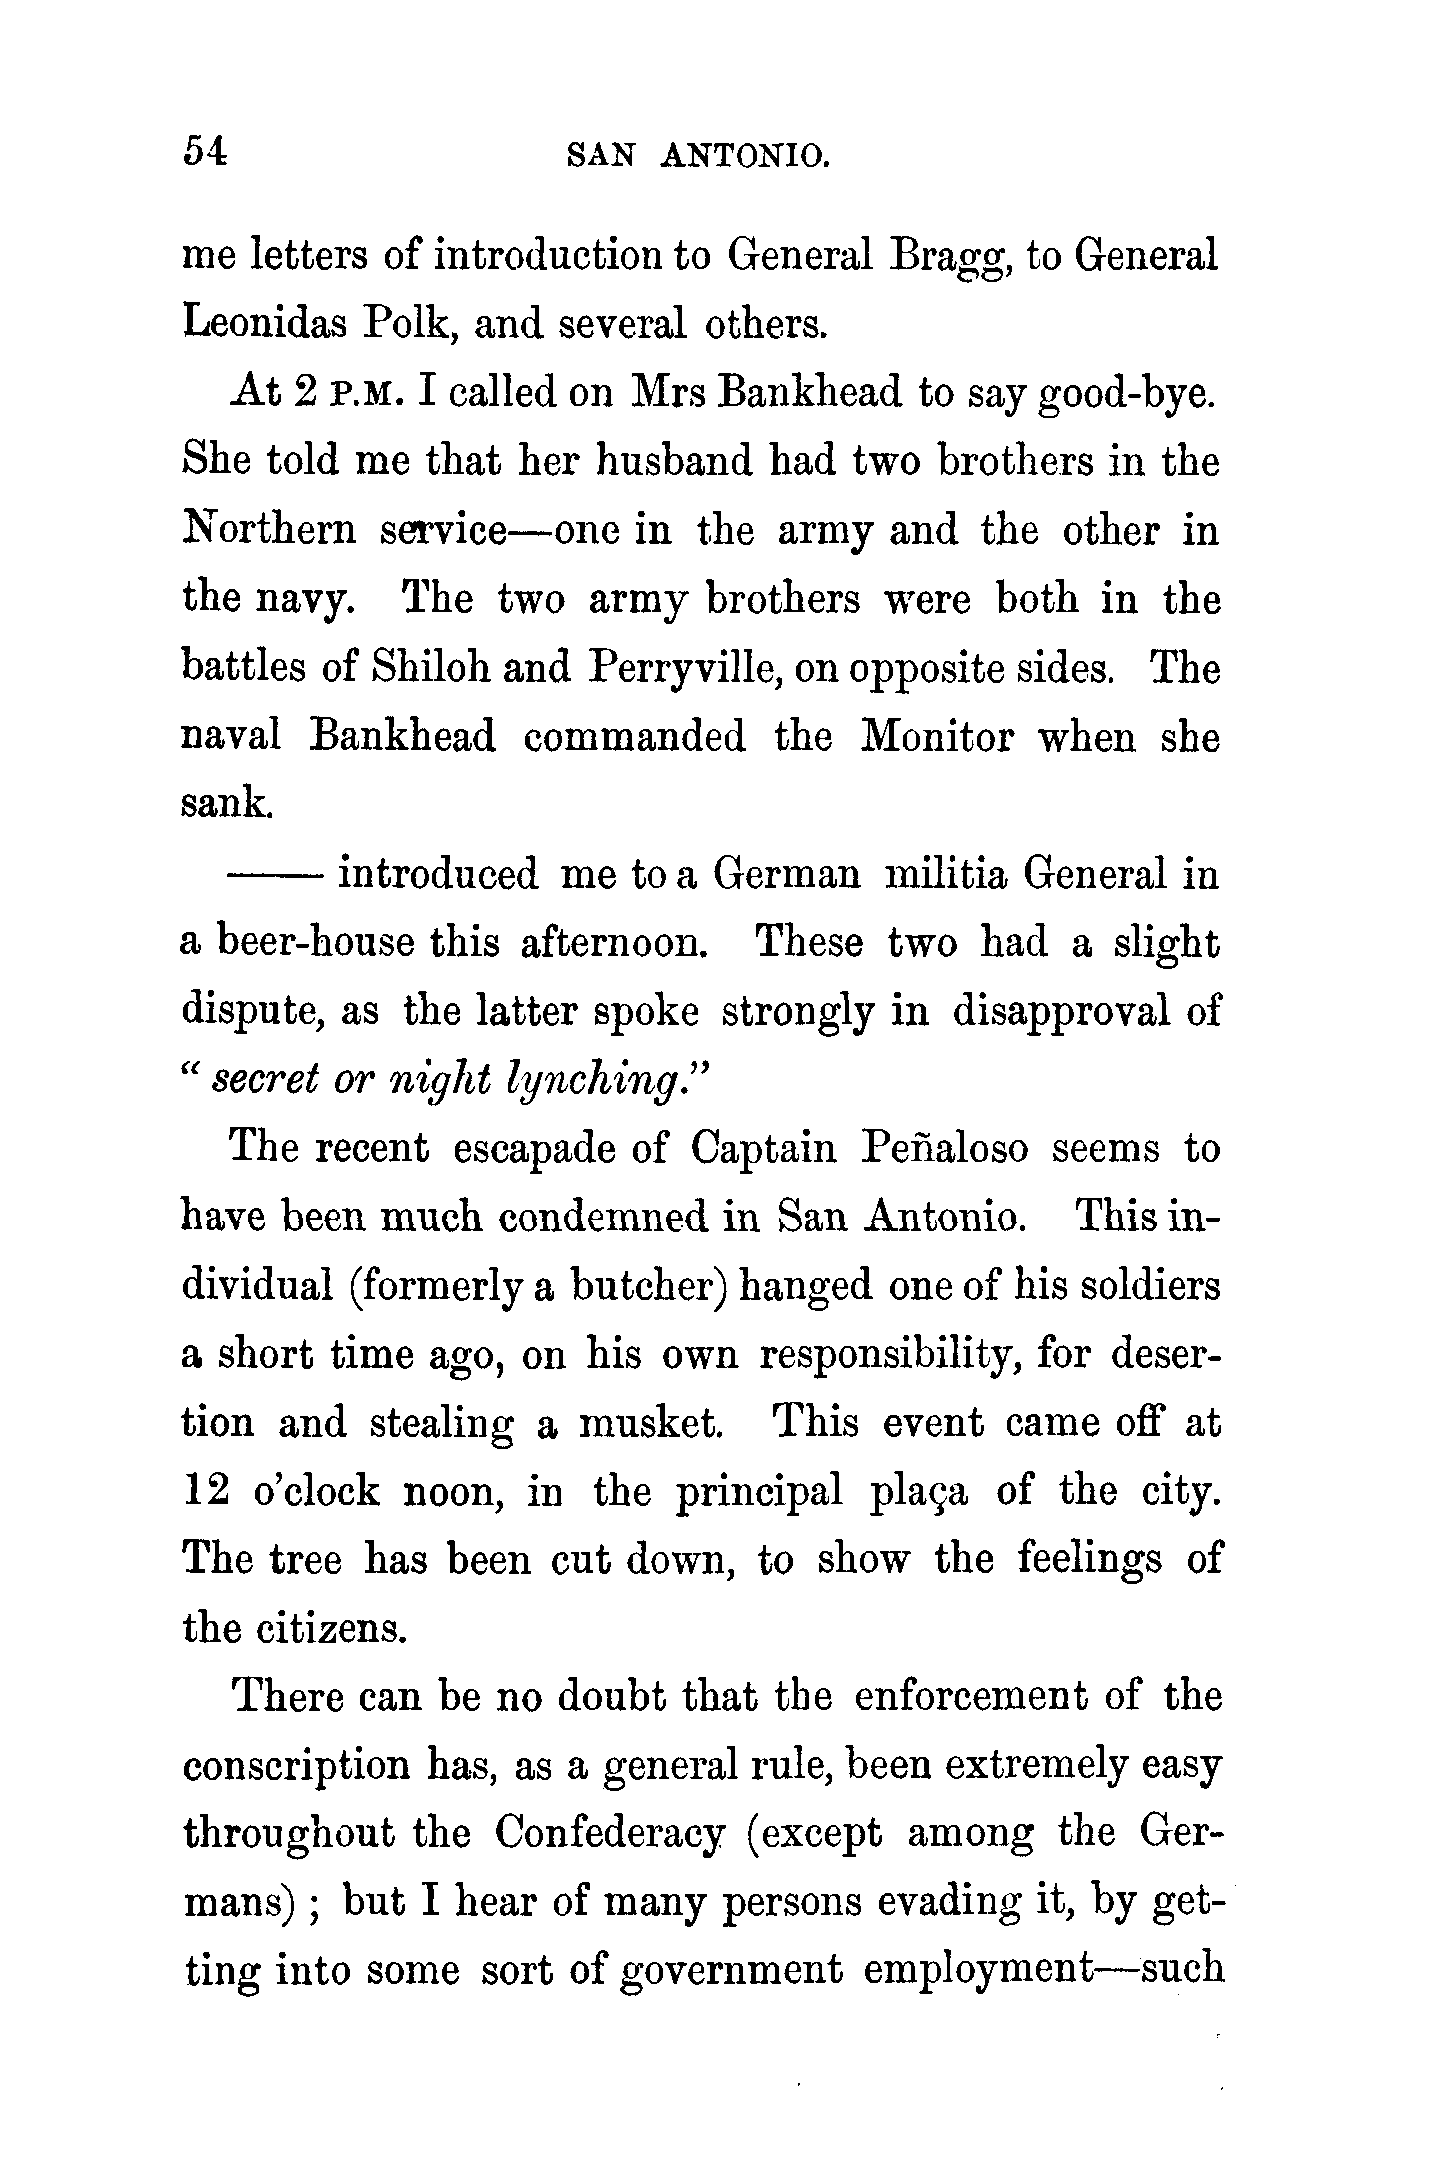 54 SAN ANTONIO.
me letters of introduction to General Bragg, to General
Leonidas Polk, and several others.
At 2 P.M. I called on Mrs Bankhead to say good-bye.
She told me that her husband had two brothers in the
Northern service—one in the army and the other in
the navy. The two army brothers were both in the
battles of Shiloh and Perryville, on opposite sides. The
naval Bankhead commanded the Monitor when she
sank.
—— introduced me to a German militia General in
a beer-house this afternoon. These two had a slight
dispute, as the latter spoke strongly in disapproval of
“ secret or night lynching.”
The recent escapade of Captain Peñaloso seems to
have been much condemned in San Antonio. This in-
dividual (formerly a butcher) hanged one of his soldiers
a short time ago, on his own responsibility, for deser-
tion and stealing a musket. This event came off at
12 o’clock noon, in the principal plaça of the city.
The tree has been cut down, to show the feelings of
the citizens.
There can be no doubt that the enforcement of the
conscription has, as a general rule, been extremely easy
throughout the Confederacy (except among the Ger-
mans) ; but I hear of many persons evading it, by get-
ting into some sort of government employment—such